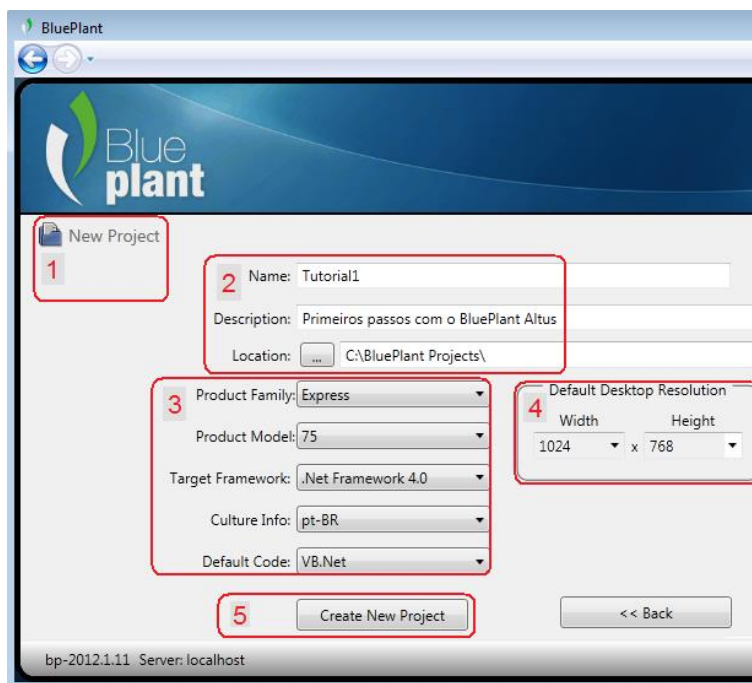 BluePlant
Blue
plant
New Project
1
2
Name: Tutorial1
Description: Primeiros passos com o BluePlant Altus
Location: ... C:\BluePlant Projects\
3
Product Family: Express
Product Model: 75
Target Framework: .Net Framework 4.0
Culture Info: pt-BR
Default Code: VB.Net
Default Desktop Resolution
4
Width Height
1024 x 768
5
Create New Project
<< Back
bp-2012.1.11 Server: localhost